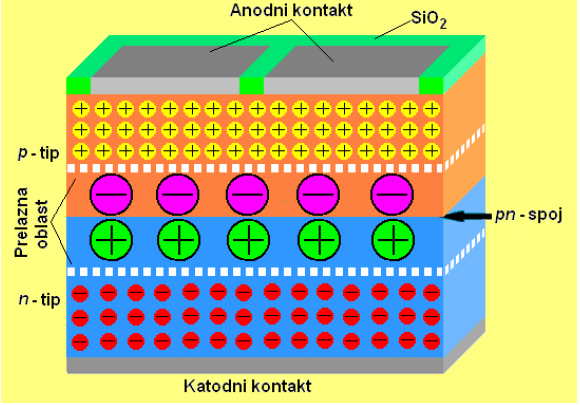 Anodni kontakt
SiO₂
p - tip
Prelazna
oblast
pn - spoj
n - tip
Katodni kontakt